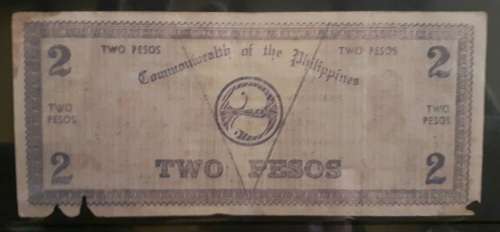 2 TWO PESOS Commonwealth of the Philippines TWO PESOS 2
TWO
PESOS
TWO
PESOS
2 TWO PESOS 2